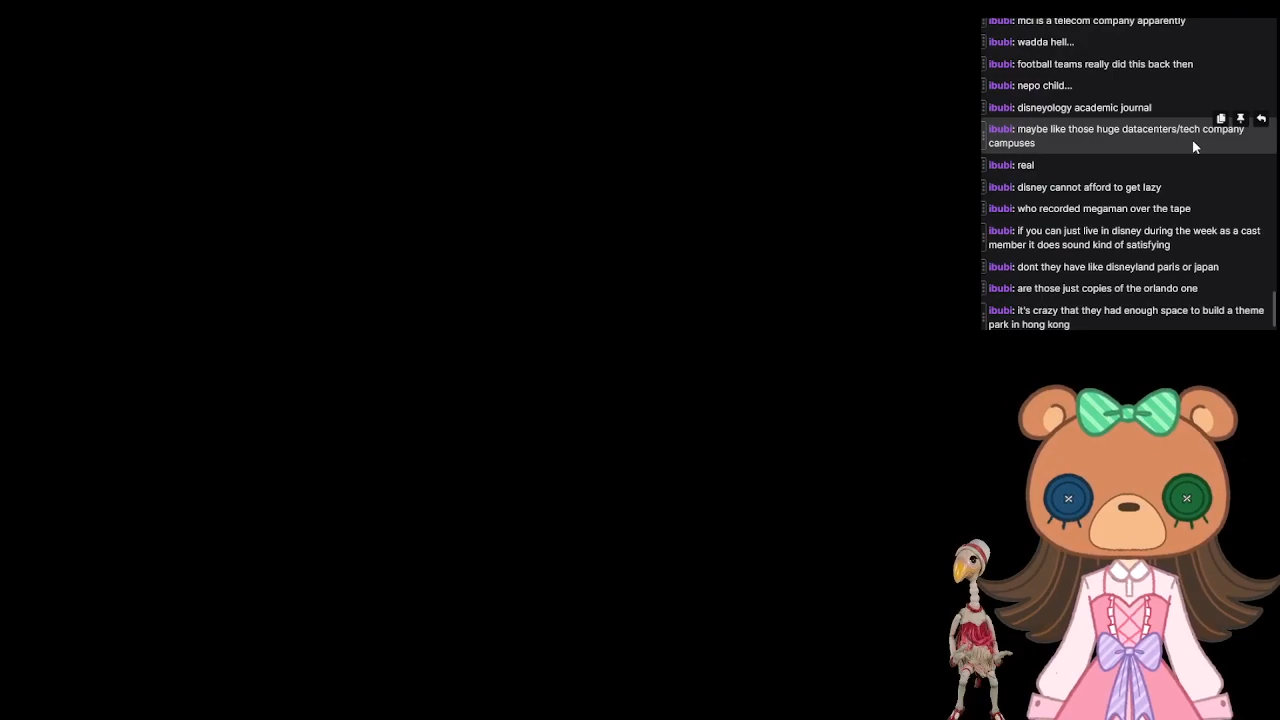 ibubi: mci is a telecom company apparently
ibubi: wadda hell...
ibubi: football teams really did this back then
ibubi: nepo child...
ibubi: disneyology academic journal
ibubi: maybe like those huge datacenters/tech company
campuses
ibubi: real
ibubi: disney cannot afford to get lazy
ibubi: who recorded megaman over the tape
ibubi: if you can just live in disney during the week as a cast
member it does sound kind of satisfying
ibubi: dont they have like disneyland paris or japan
ibubi: are those just copies of the orlando one
ibubi: it's crazy that they had enough space to build a theme
park in hong kong